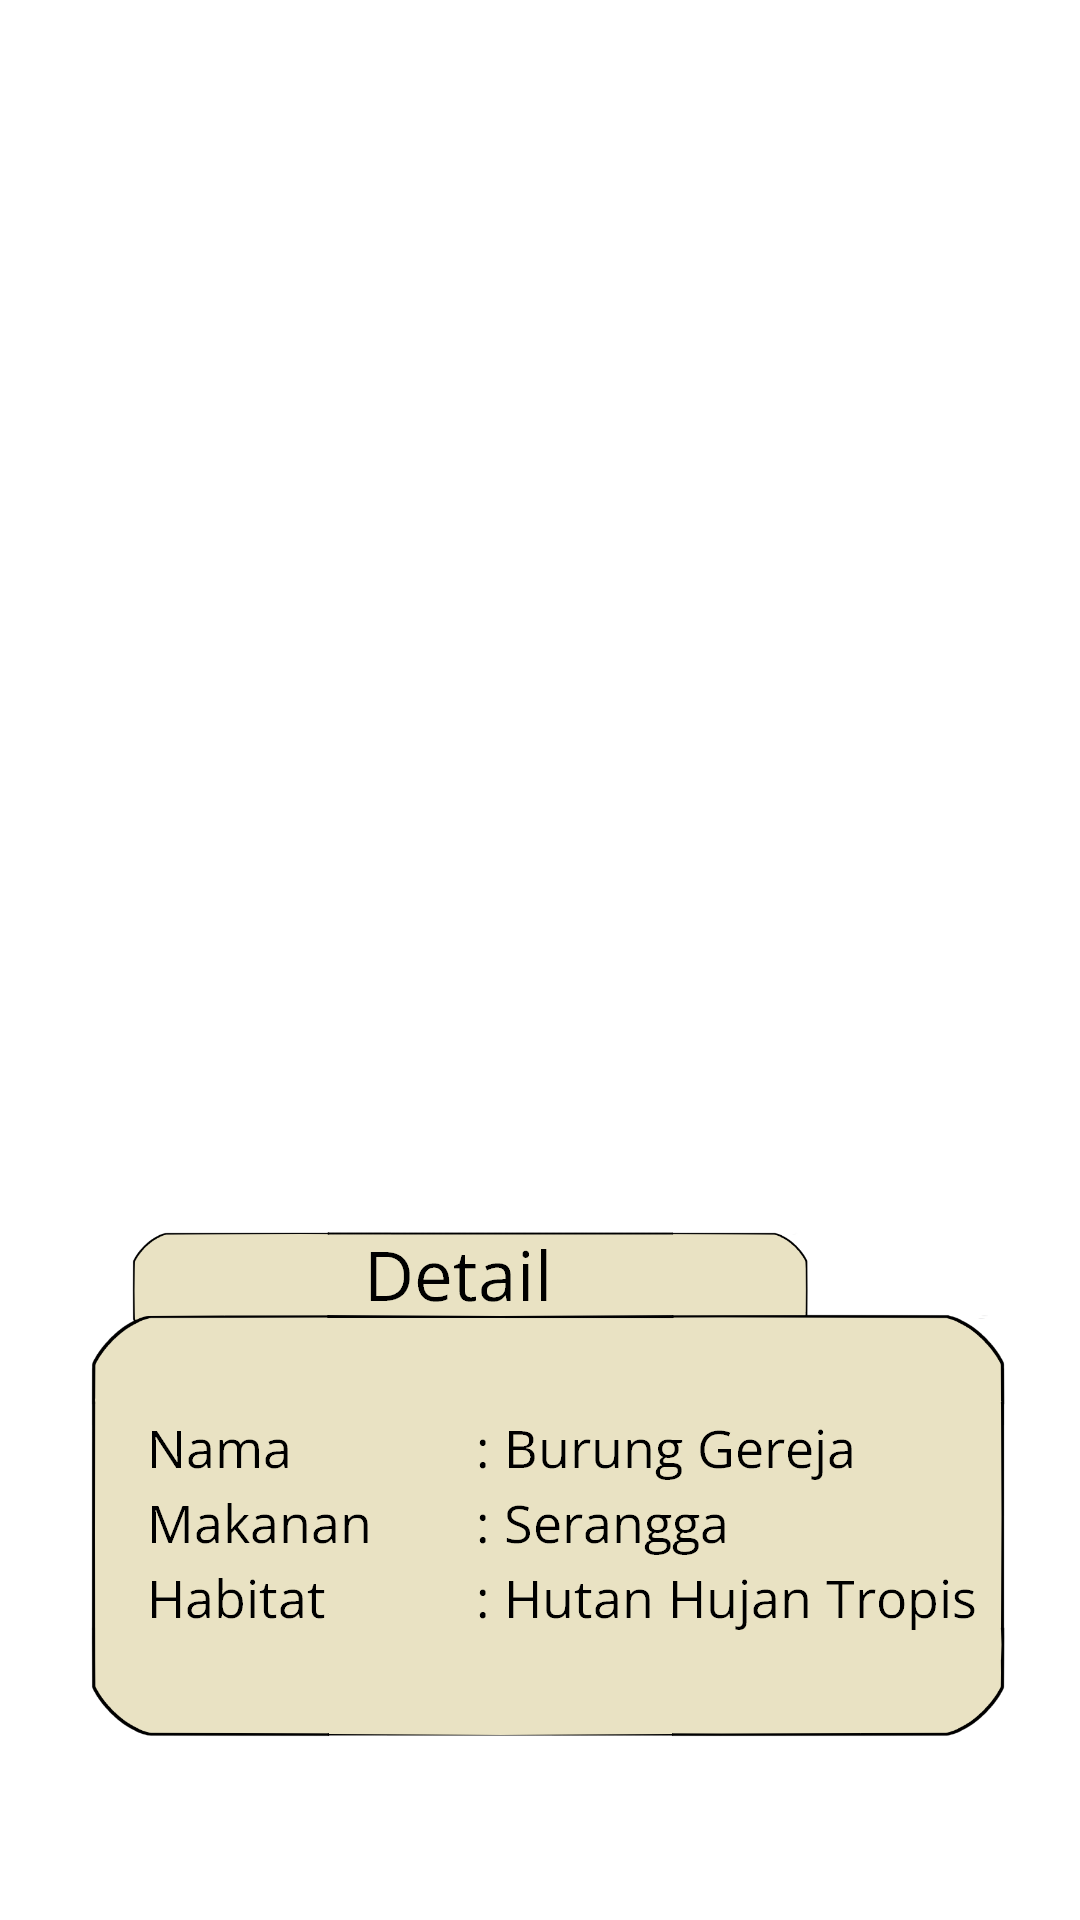 Detail
Nama : Burung Gereja
Makanan : Serangga
Habitat : Hutan Hujan Tropis